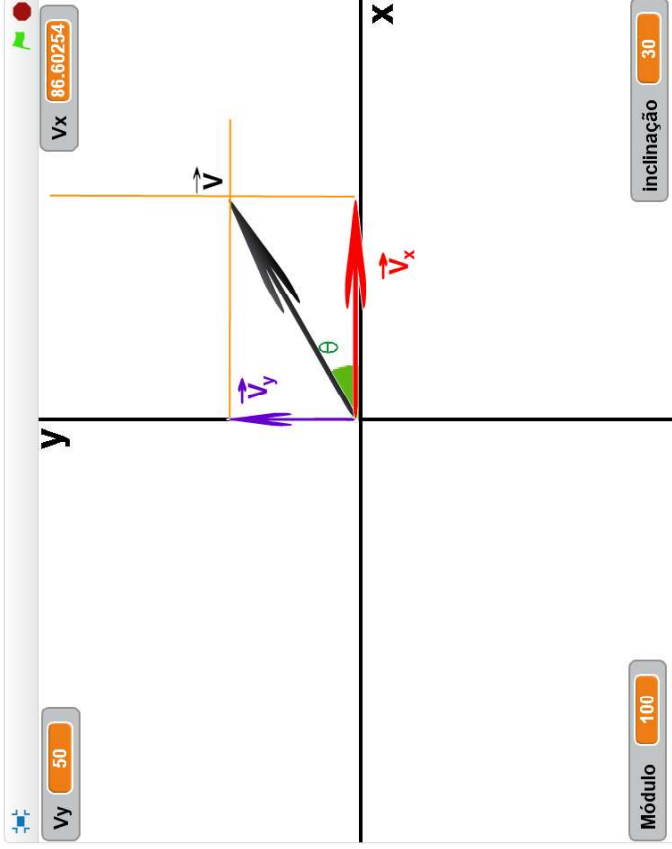 Vy 50
Vx 86.60254
y
V
Vy
θ
Vx
x
Módulo 100
inclinação 30